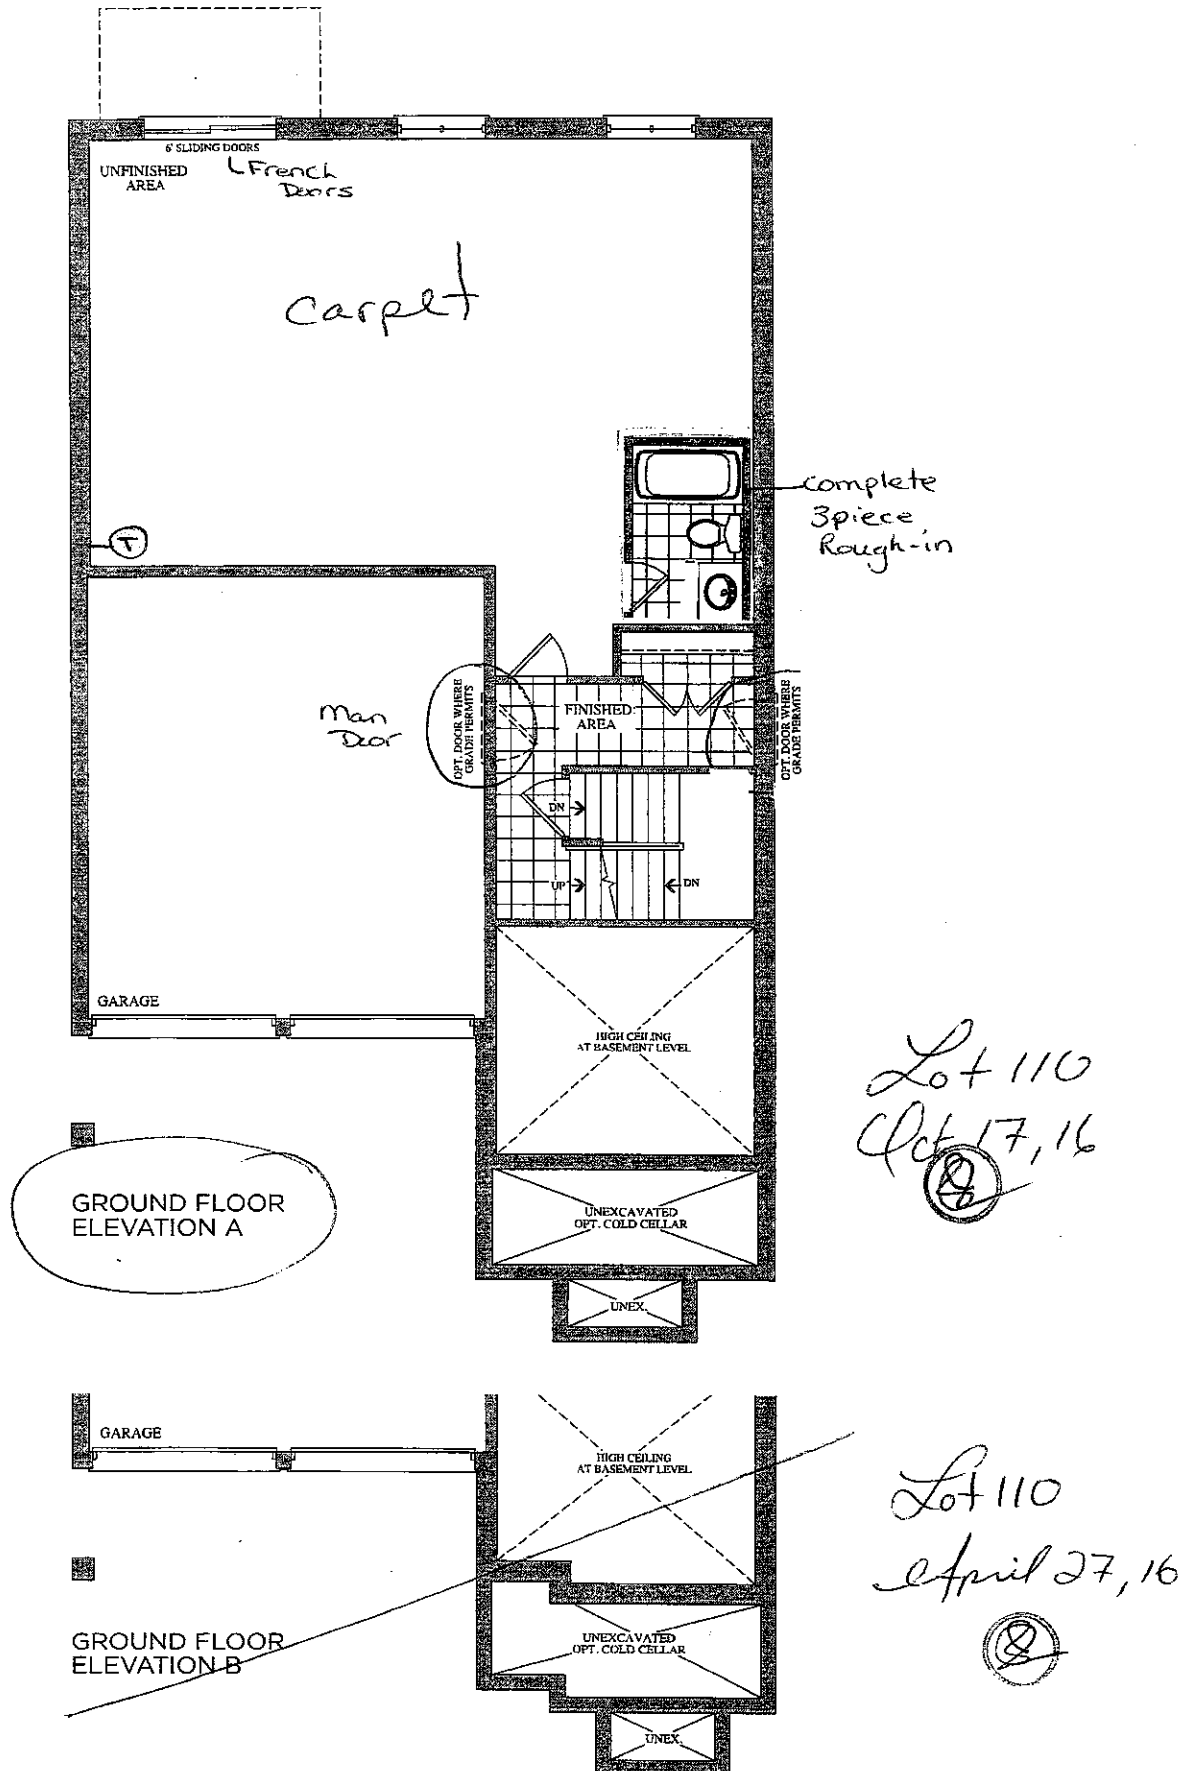 6' SLIDING DOORS
UNFINISHED
AREA
French
Doors
Carpet
complete
3 piece
Rough-in
T
Man
Door
OPT. DOOR WHERE
GRADE PERMITS
FINISHED
AREA
OPT. DOOR WHERE
GRADE PERMITS
DN
UP
DN
GARAGE
HIGH CEILING
AT BASEMENT LEVEL
Lot 110
Oct 17, 16
GROUND FLOOR
ELEVATION A
UNEXCAVATED
OPT. COLD CELLAR
UNEX.
GARAGE
HIGH CEILING
AT BASEMENT LEVEL
Lot 110
April 27, 16
GROUND FLOOR
ELEVATION B
UNEXCAVATED
OPT. COLD CELLAR
UNEX.